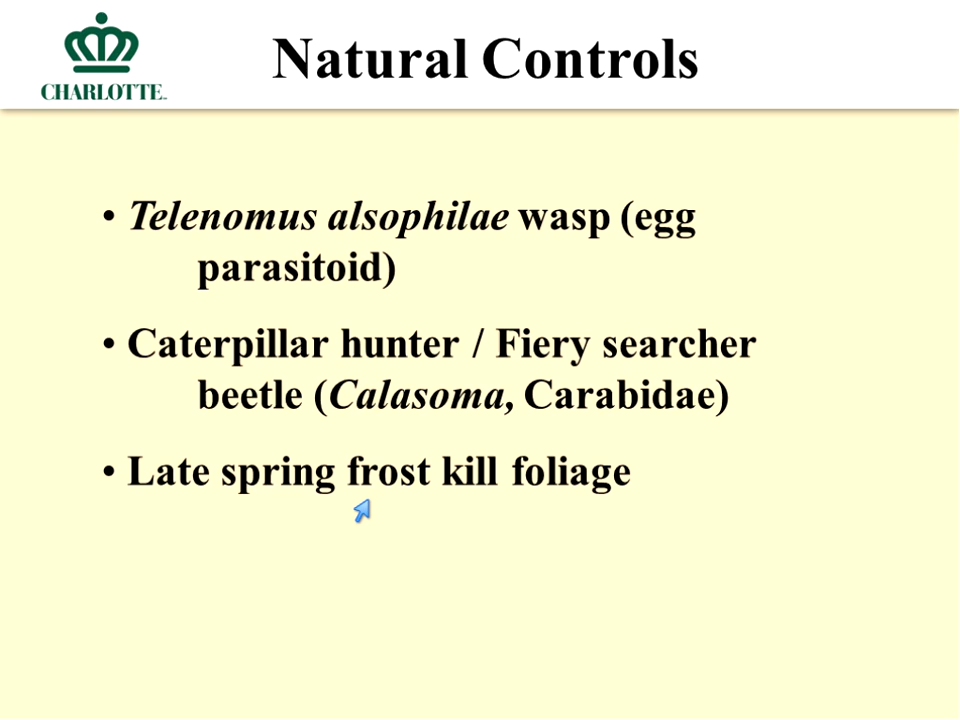 CHARLOTTE™
Natural Controls
• Telenomus alsophilae wasp (egg
parasitoid)
• Caterpillar hunter / Fiery searcher
beetle (Calasoma, Carabidae)
• Late spring frost kill foliage